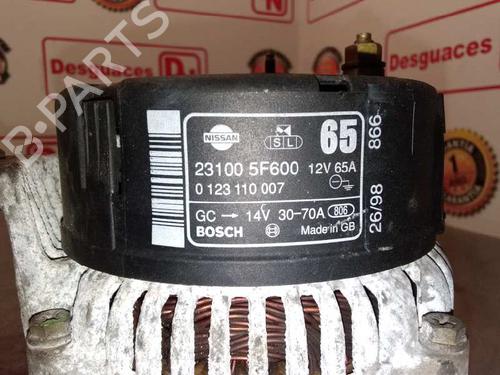 Desguaces
Desguaces
B-PARTS
NISSAN
S L
65
23100 5F600 12V 65A
0 123 110 007
GC → 14V 30-70A 806
BOSCH
Made in GB
26/98 866